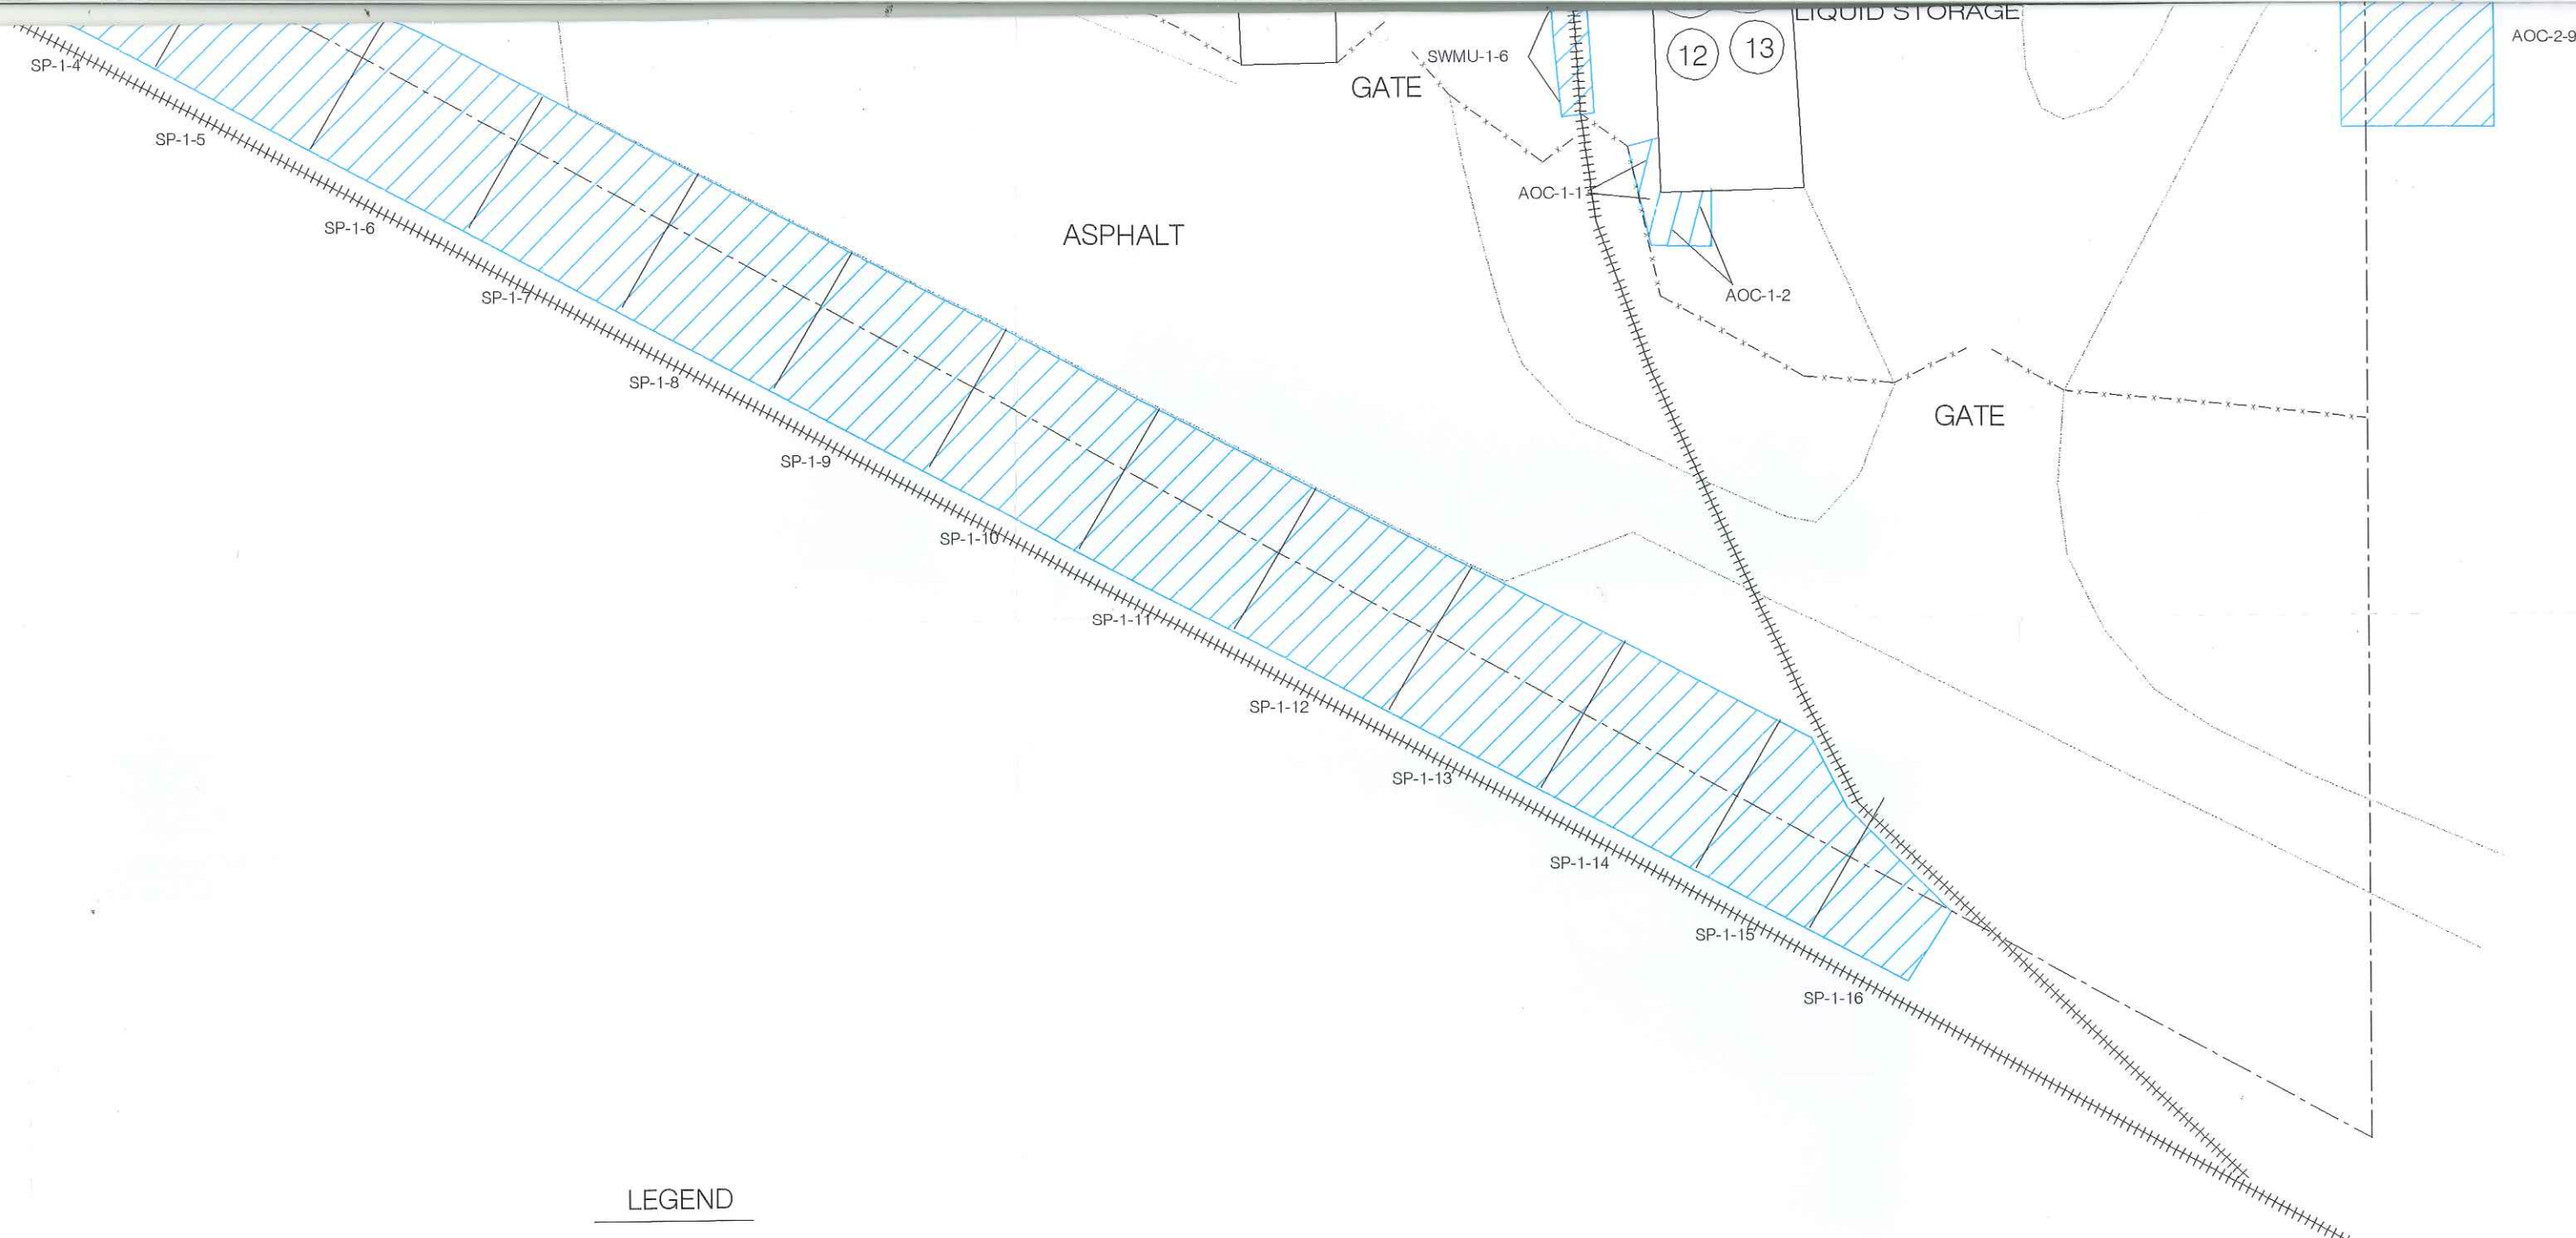 LIQUID STORAGE
12
13
AOC-2-9
SWMU-1-6
GATE
SP-1-4
SP-1-5
SP-1-6
SP-1-7
SP-1-8
SP-1-9
SP-1-10
SP-1-11
SP-1-12
SP-1-13
SP-1-14
SP-1-15
SP-1-16
ASPHALT
AOC-1-1
AOC-1-2
GATE
LEGEND